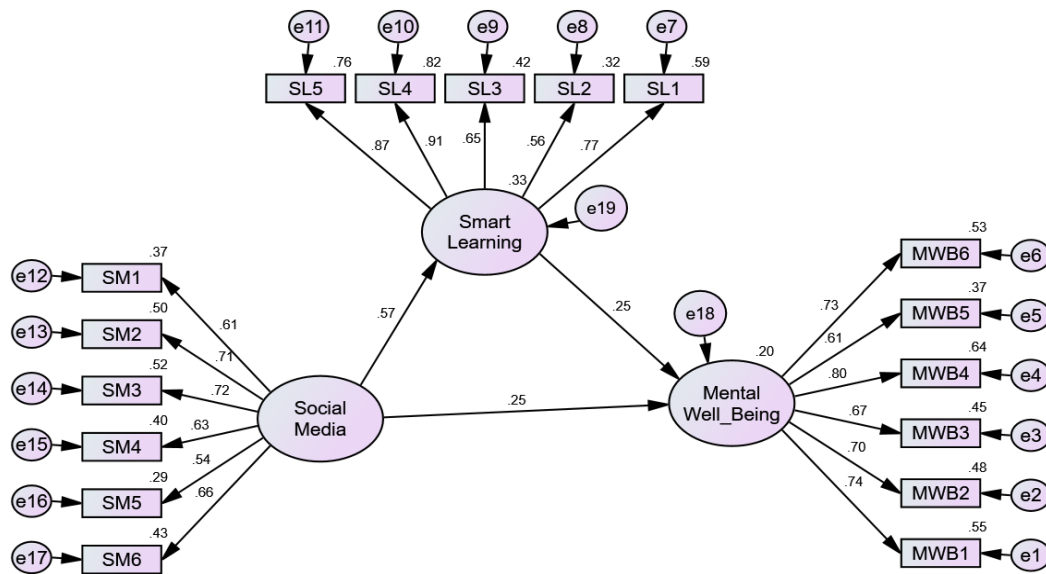 e11 e10 e9 e8 e7
.76 .82 .42 .32 .59
SL5 SL4 SL3 SL2 SL1
.87 .91 .65 .56 .77
.33
Smart
Learning
e19
e12 .37
SM1
e13 .50
SM2
e14 .52
SM3
e15 .40
SM4
e16 .29
SM5
e17 .43
SM6
.61
.71
.72
.63
.54
.66
Social
Media
.57
.25
.25
e18
.20
Mental
Well_Being
.73
.61
.80
.67
.70
.74
.53
MWB6 e6
.37
MWB5 e5
.64
MWB4 e4
.45
MWB3 e3
.48
MWB2 e2
.55
MWB1 e1